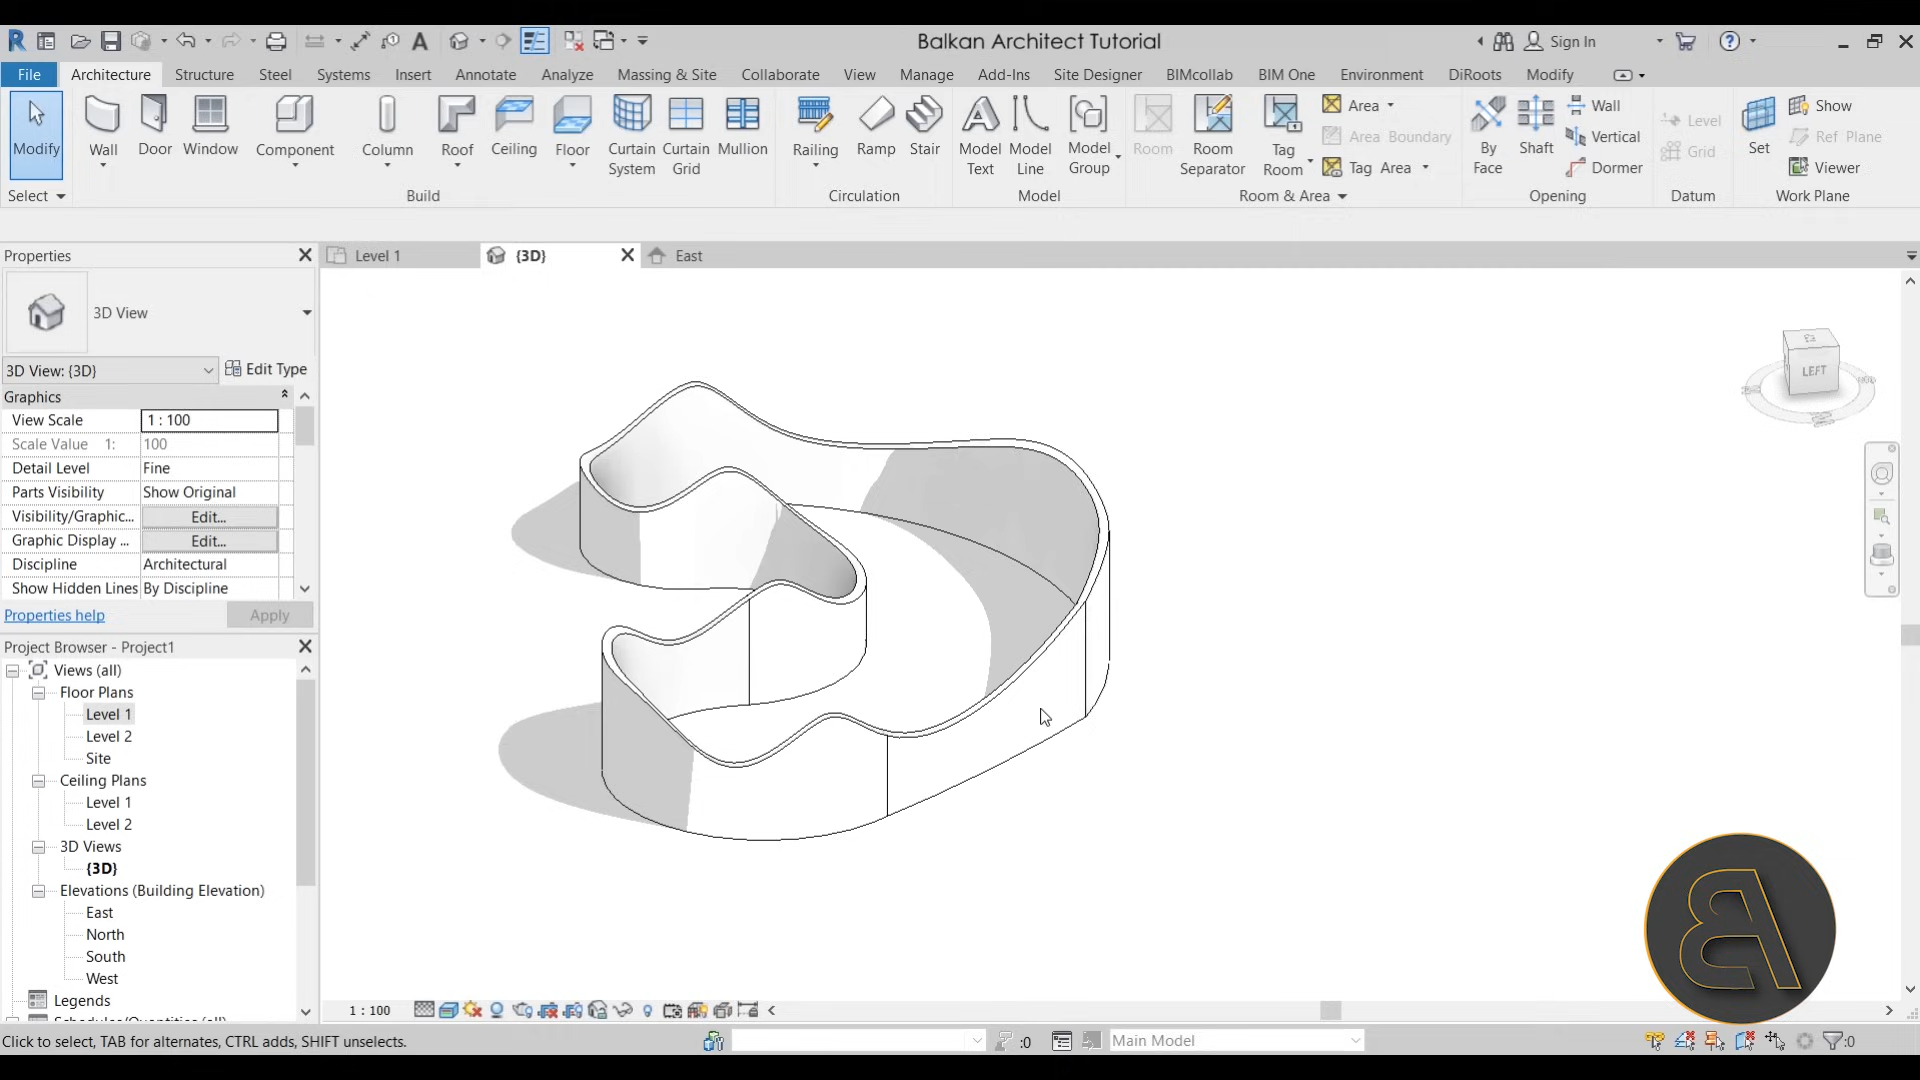 Balkan Architect Tutorial
Sign In
File Architecture Structure Steel Systems Insert Annotate Analyze Massing & Site Collaborate View Manage Add-Ins Site Designer BIMcollab BIM One Environment DiRoots Modify
Modify
Wall
Door
Window
Component
Column
Roof
Ceiling
Floor
Curtain System
Curtain Grid
Mullion
Railing
Ramp
Stair
Model Text
Model Line
Model Group
Room
Room Separator
Tag Room
Area
Area Boundary
Tag Area
By Face
Shaft
Wall
Vertical
Dormer
Level
Grid
Set
Show
Ref Plane
Viewer
Select Build Circulation Model Room & Area Opening Datum Work Plane
Properties
Level 1 {3D} East
3D View
3D View: {3D} Edit Type
Graphics
View Scale 1 : 100
Scale Value 1: 100
Detail Level Fine
Parts Visibility Show Original
Visibility/Graphic... Edit...
Graphic Display ... Edit...
Discipline Architectural
Show Hidden Lines By Discipline
Properties help Apply
LEFT
Project Browser - Project1
Views (all)
Floor Plans
Level 1
Level 2
Site
Ceiling Plans
Level 1
Level 2
3D Views
{3D}
Elevations (Building Elevation)
East
North
South
West
Legends
1 : 100
Click to select, TAB for alternates, CTRL adds, SHIFT unselects.
:0
Main Model
:0